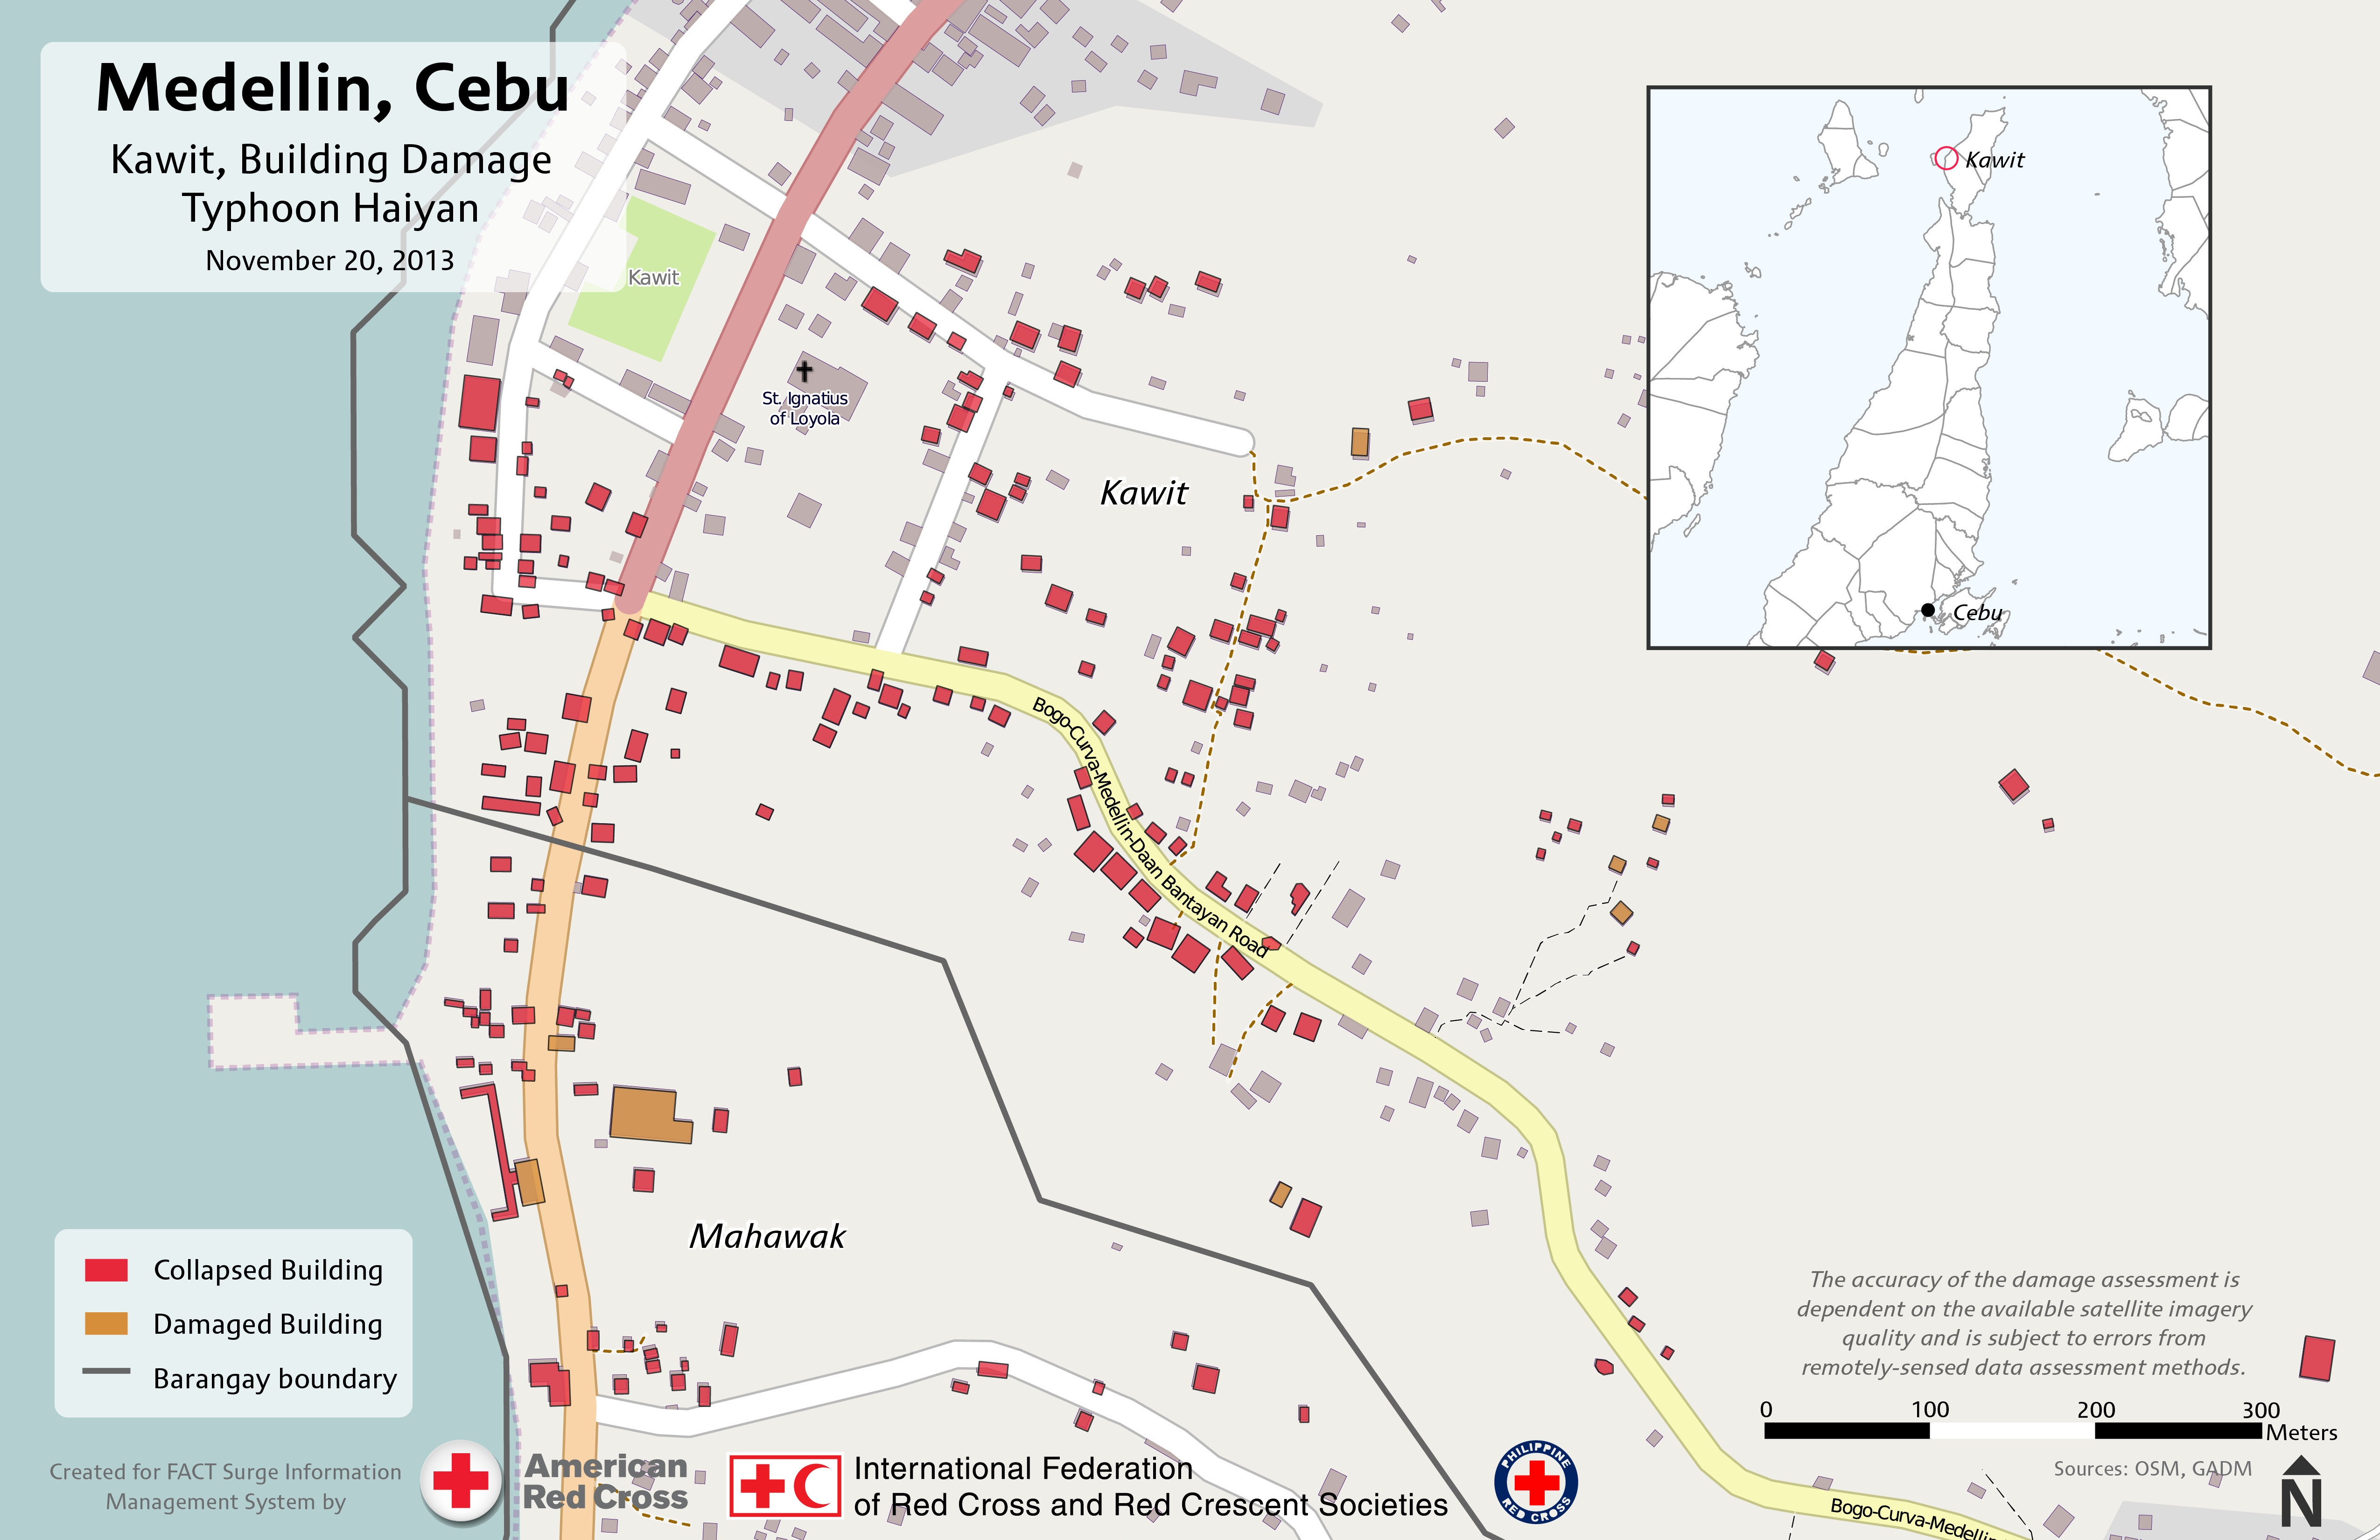 Medellin, Cebu
Kawit, Building Damage
Typhoon Haiyan
November 20, 2013
Kawit
St. Ignatius
of Loyola
Kawit
Kawit
Cebu
Bogo-Curva-Medellin-Daan Bantayan Road
Mahawak
Collapsed Building
Damaged Building
Barangay boundary
The accuracy of the damage assessment is
dependent on the available satellite imagery
quality and is subject to errors from
remotely-sensed data assessment methods.
0 100 200 300
Meters
Sources: OSM, GADM
N
Created for FACT Surge Information
Management System by
American
Red Cross
International Federation
of Red Cross and Red Crescent Societies
PHILIPPINE
RED CROSS
Bogo-Curva-Medellin